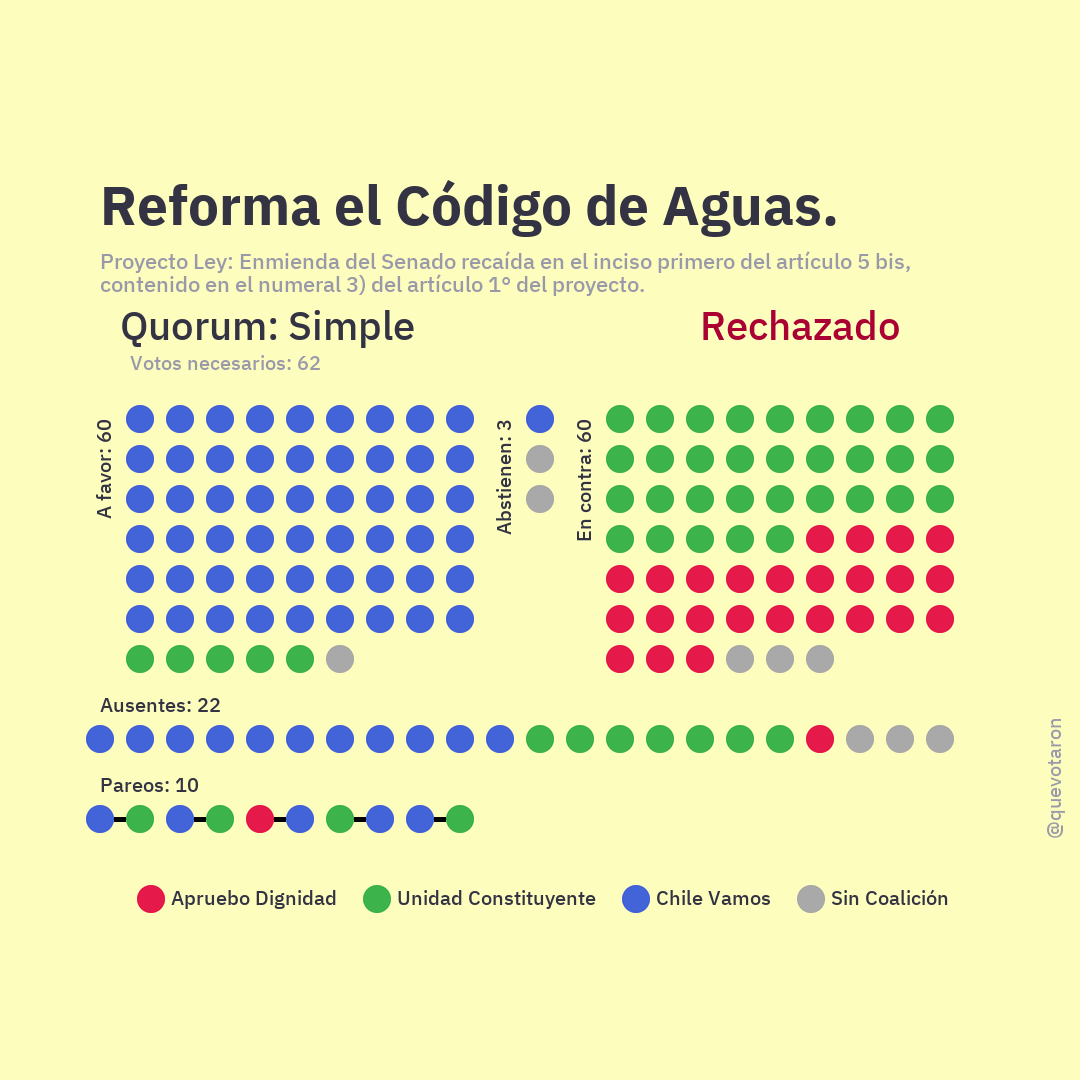 Reforma el Código de Aguas.
Proyecto Ley: Enmienda del Senado recaída en el inciso primero del artículo 5 bis,
contenido en el numeral 3) del artículo 1° del proyecto.
Quorum: Simple
Rechazado
Votos necesarios: 62
A favor: 60
Abstienen: 3
En contra: 60
Ausentes: 22
Pareos: 10
@quevotaron
Apruebo Dignidad
Unidad Constituyente
Chile Vamos
Sin Coalición